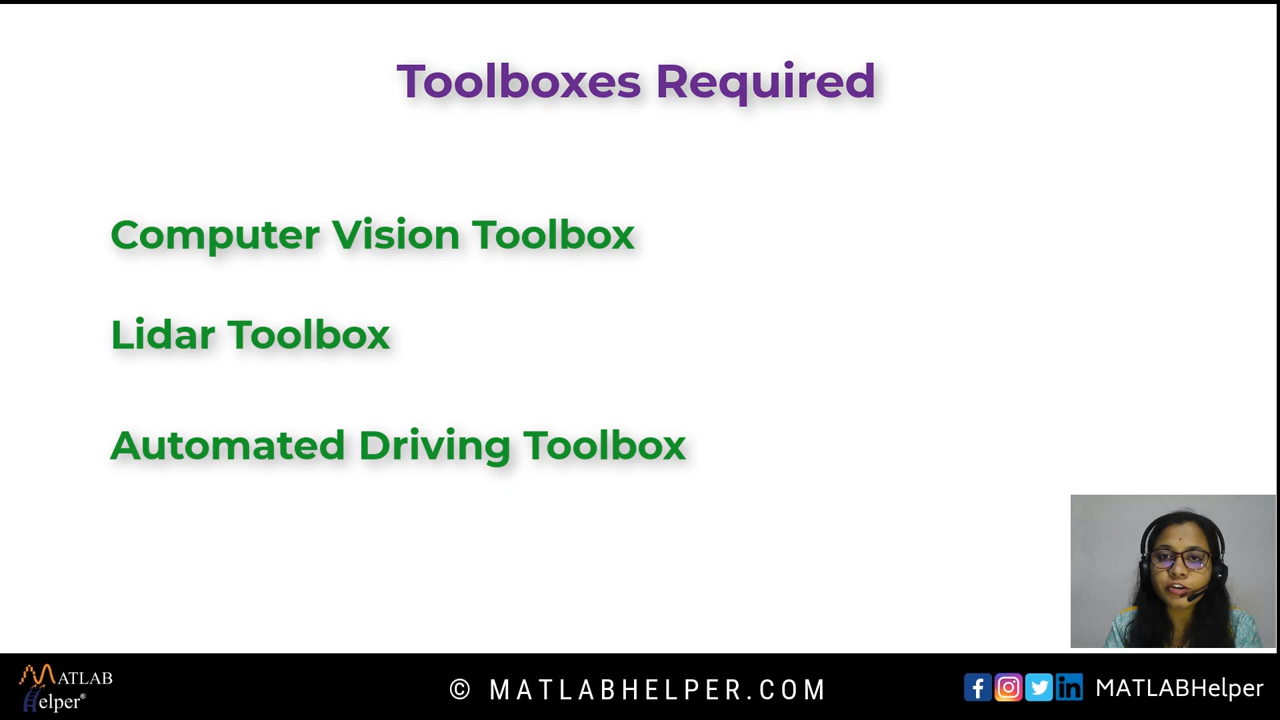 Toolboxes Required
Computer Vision Toolbox
Lidar Toolbox
Automated Driving Toolbox
MATLAB
Helper®
© MATLABHELPER.COM
MATLABHelper